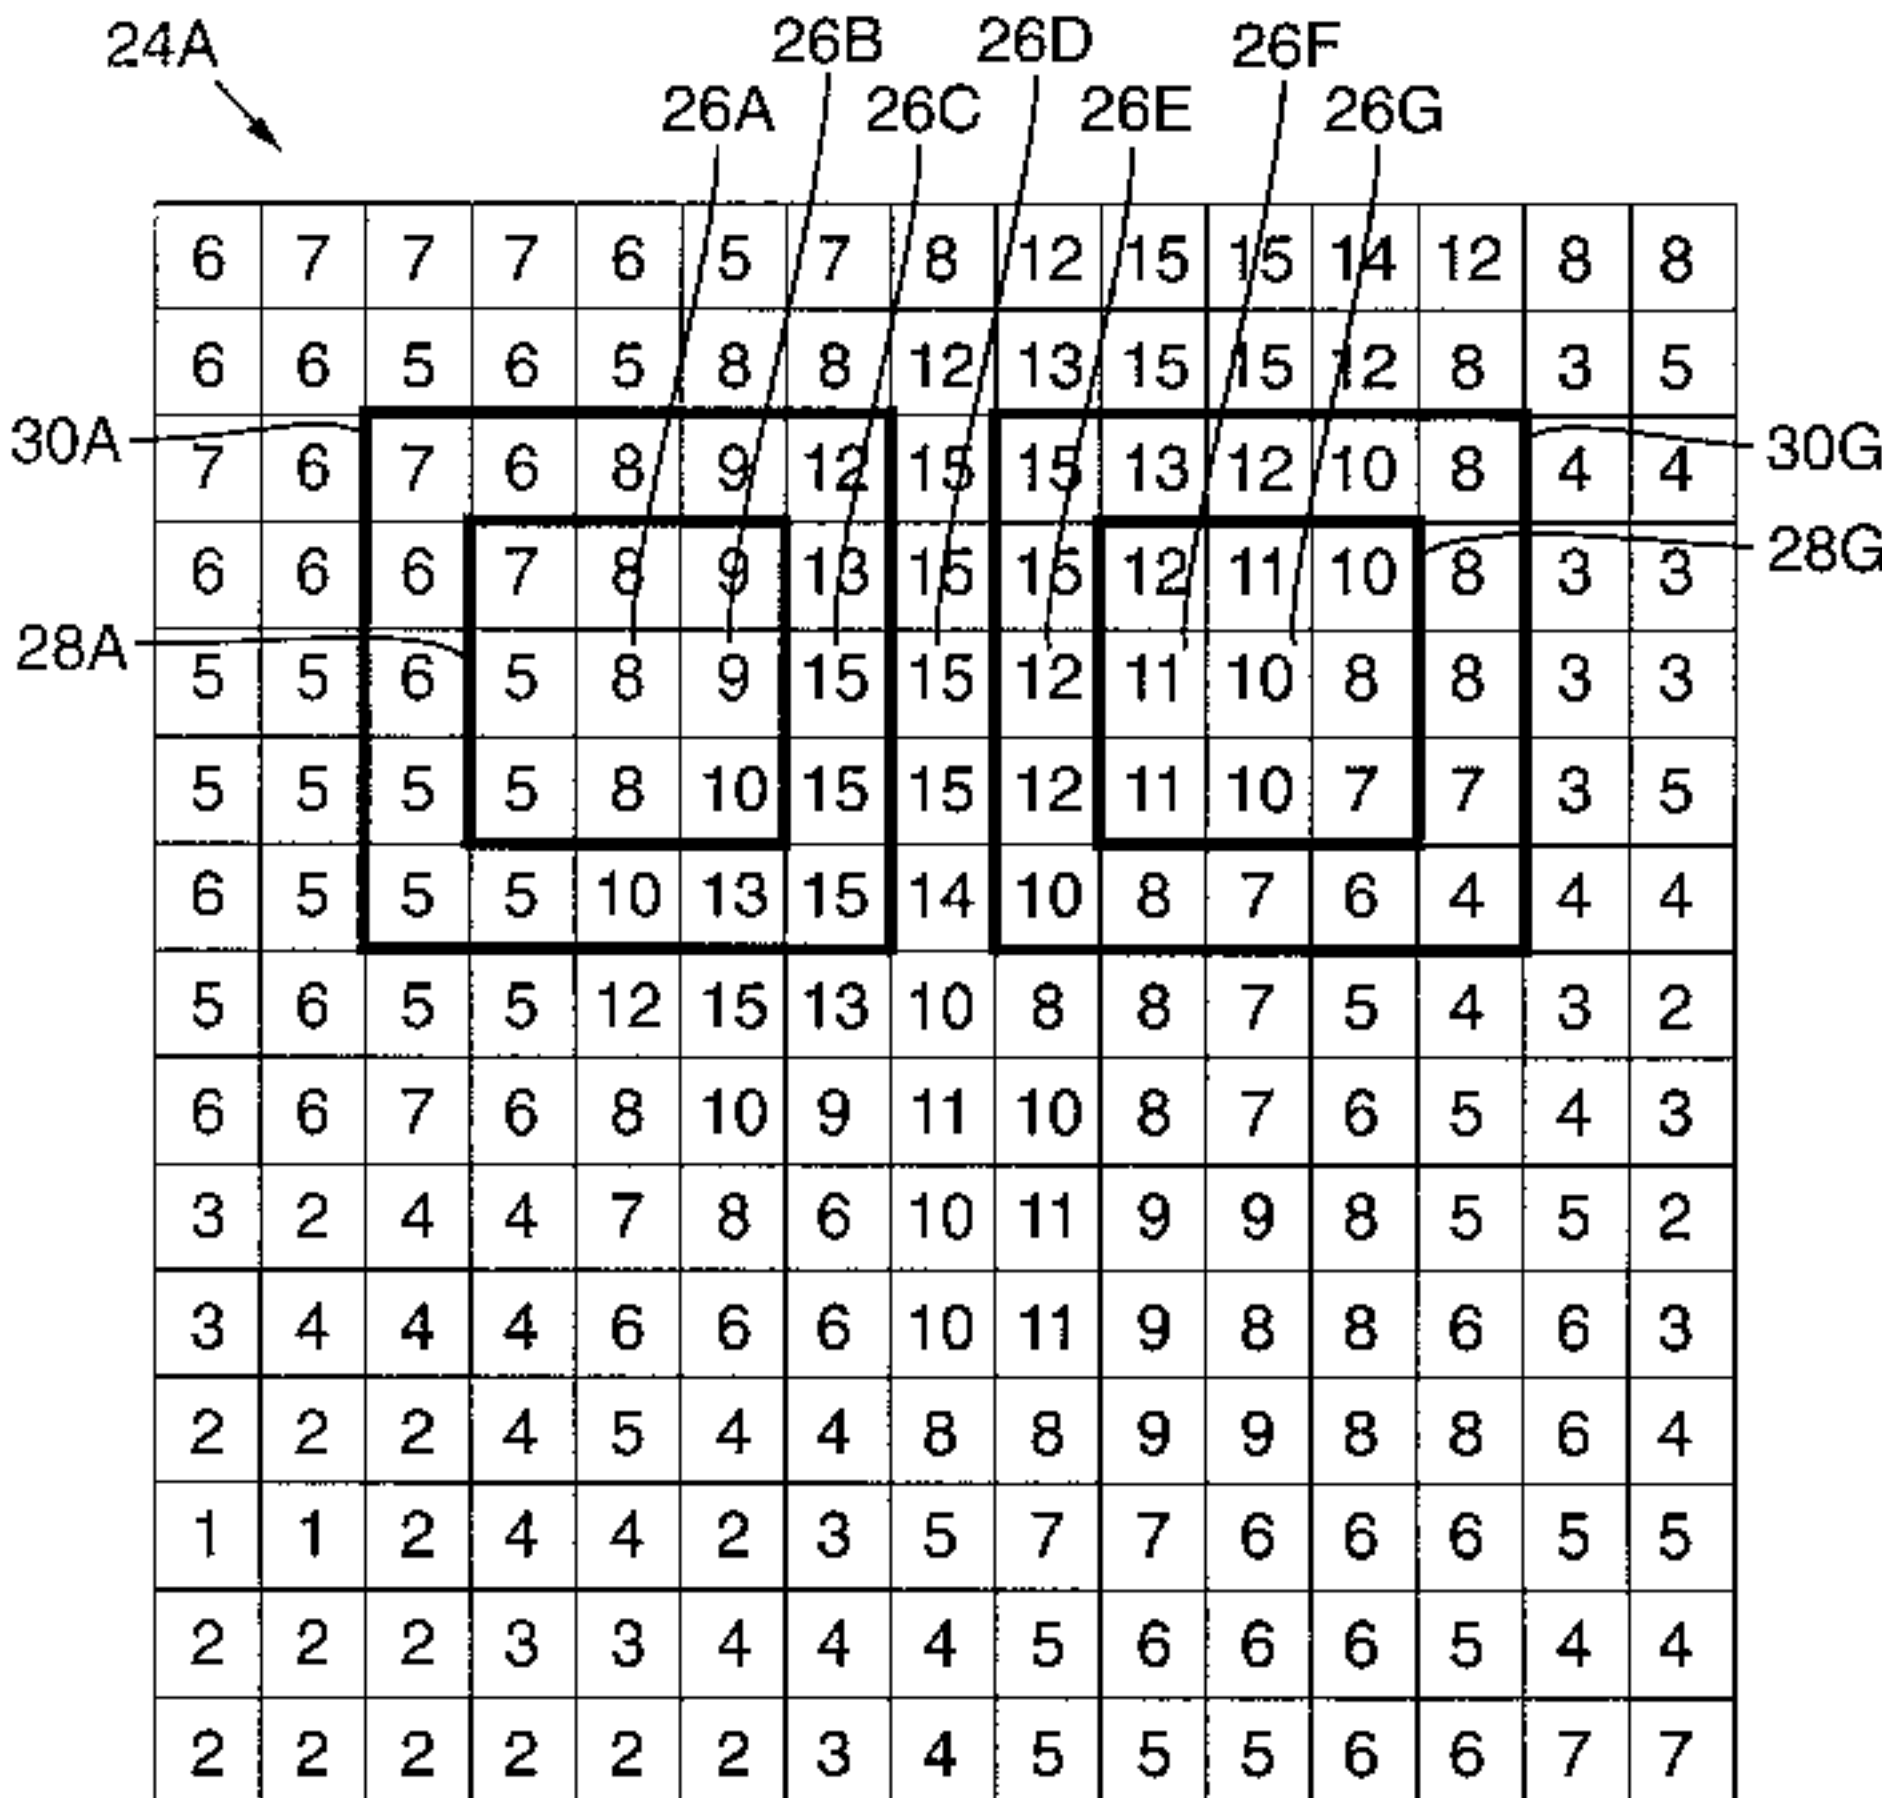 24A 26B 26D 26F
26A 26C 26E 26G
6 7 7 7 6 5 7 8 12 15 15 14 12 8 8
6 6 5 6 5 8 8 12 13 15 15 12 8 3 5
30A 7 6 7 6 8 9 12 15 15 13 12 10 8 4 4 30G
6 6 6 7 8 9 13 15 15 12 11 10 8 3 3 28G
28A 5 5 6 5 8 9 15 15 12 11 10 8 8 3 3
5 5 5 5 8 10 15 15 12 11 10 7 7 3 5
6 5 5 5 10 13 15 14 10 8 7 6 4 4 4
5 6 5 5 12 15 13 10 8 8 7 5 4 3 2
6 6 7 6 8 10 9 11 10 8 7 6 5 4 3
3 2 4 4 7 8 6 10 11 9 9 8 5 5 2
3 4 4 4 6 6 6 10 11 9 8 8 6 6 3
2 2 2 4 5 4 4 8 8 9 9 8 8 6 4
1 1 2 4 4 2 3 5 7 7 6 6 6 5 5
2 2 2 3 3 4 4 4 5 6 6 6 5 4 4
2 2 2 2 2 2 3 4 5 5 5 6 6 7 7